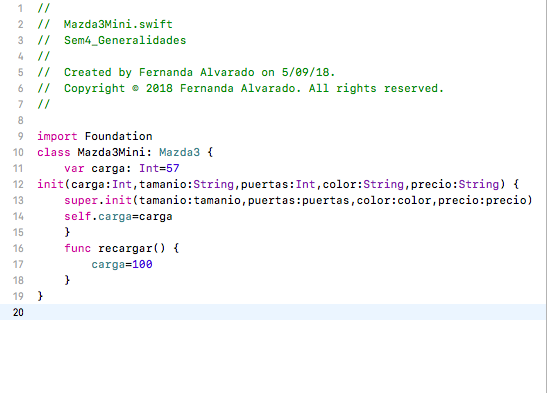 1 //
2 // Mazda3Mini.swift
3 // Sem4_Generalidades
4 //
5 // Created by Fernanda Alvarado on 5/09/18.
6 // Copyright © 2018 Fernanda Alvarado. All rights reserved.
7 //
8
9 import Foundation
10 class Mazda3Mini: Mazda3 {
11     var carga: Int=57
12 init(carga:Int,tamanio:String,puertas:Int,color:String,precio:String) {
13     super.init(tamanio:tamanio,puertas:puertas,color:color,precio:precio)
14     self.carga=carga
15     }
16     func recargar() {
17         carga=100
18     }
19 }
20